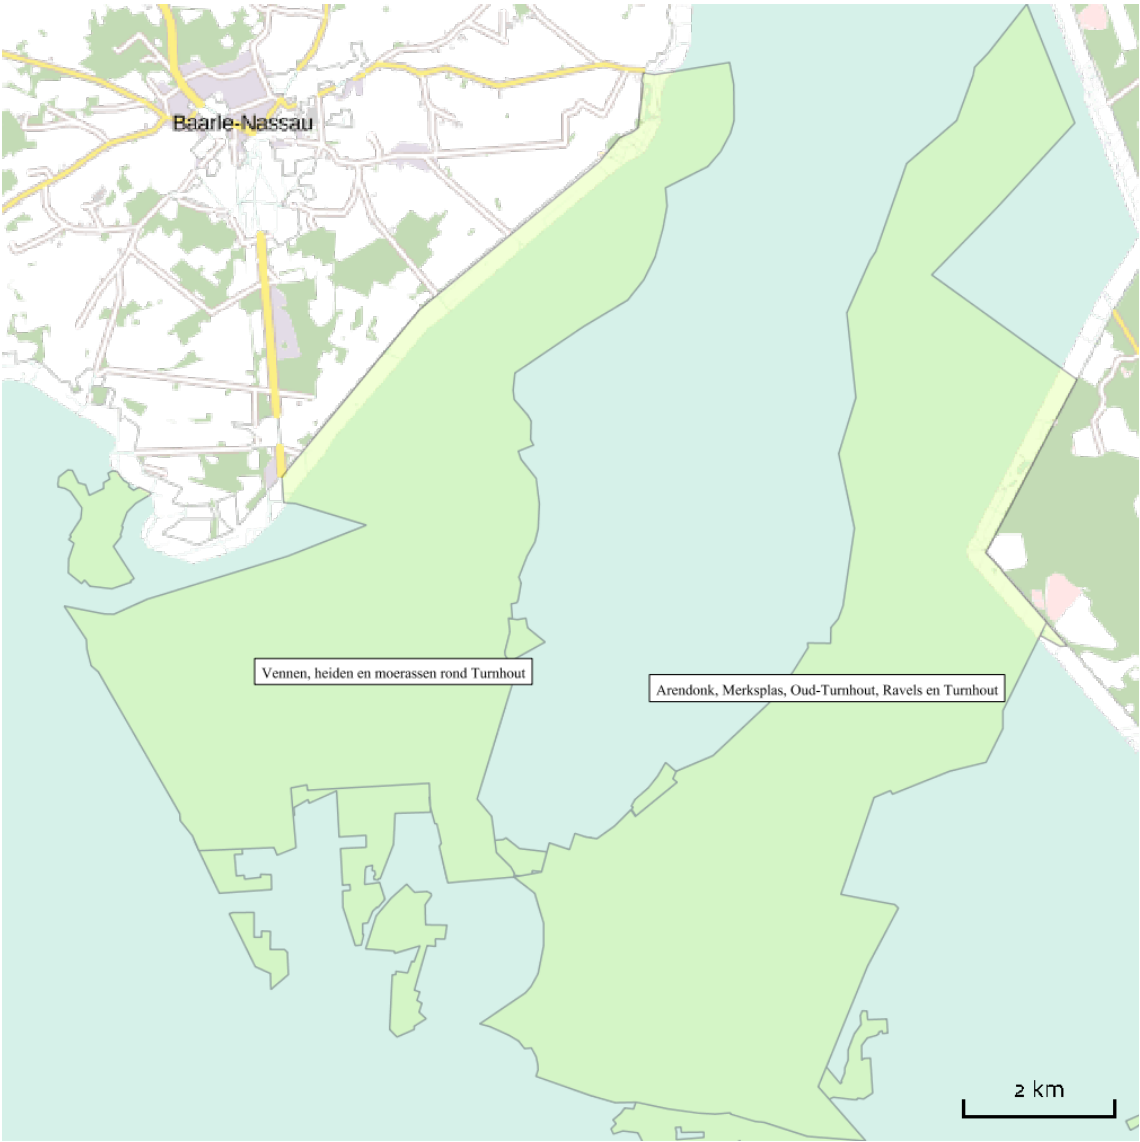 Baarle-Nassau
Vennen, heiden en moerassen rond Turnhout
Arendonk, Merksplas, Oud-Turnhout, Ravels en Turnhout
2 km